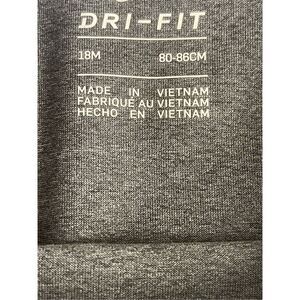 DRI-FIT
18M 80-86CM
MADE IN VIETNAM
FABRIQUÉ AU VIETNAM
HECHO EN VIETNAM